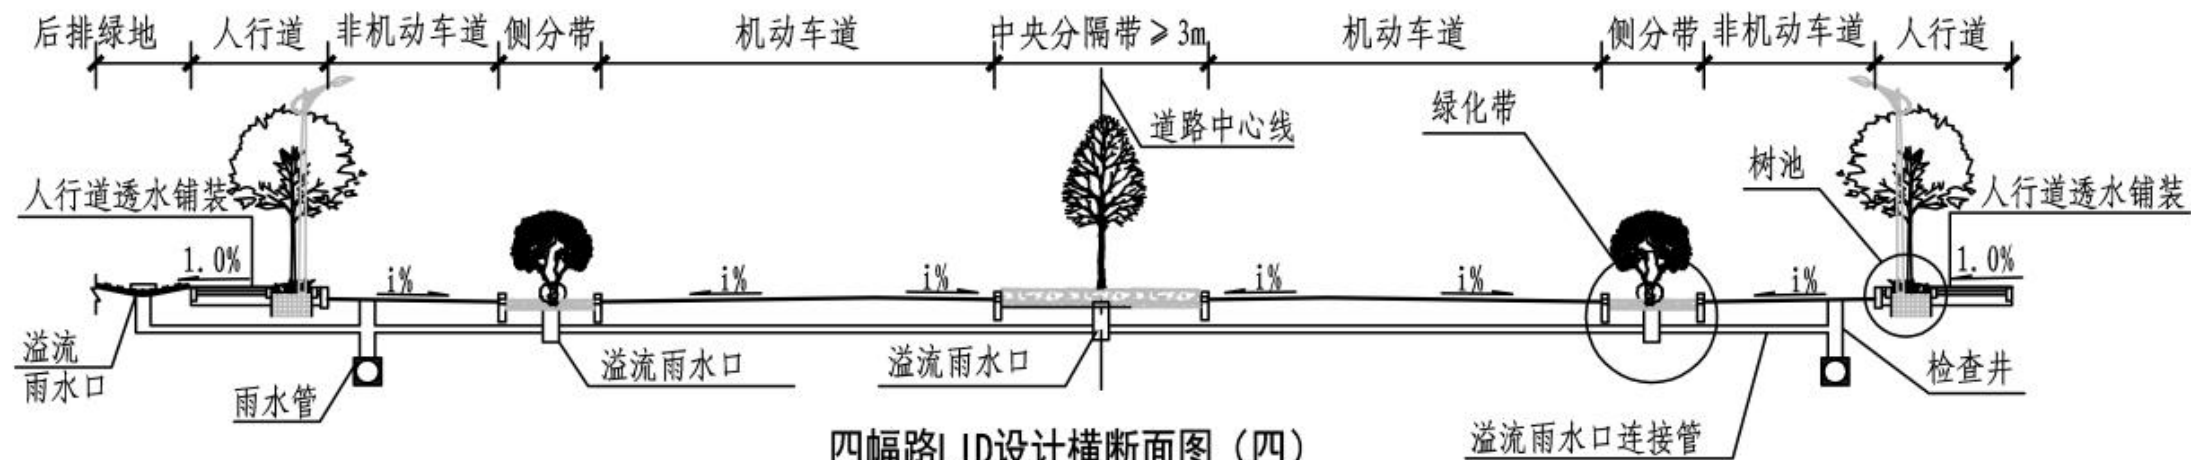 后排绿地 人行道 非机动车道 侧分带 机动车道 中央分隔带≥3m 机动车道 侧分带 非机动车道 人行道
绿化带
道路中心线
树池
人行道透水铺装
人行道透水铺装
1.0%
1.0%
i% i% i% i% i% i%
溢流
雨水口
溢流雨水口
溢流雨水口
检查井
雨水管
溢流雨水口连接管
四幅路LID设计横断面图（四）